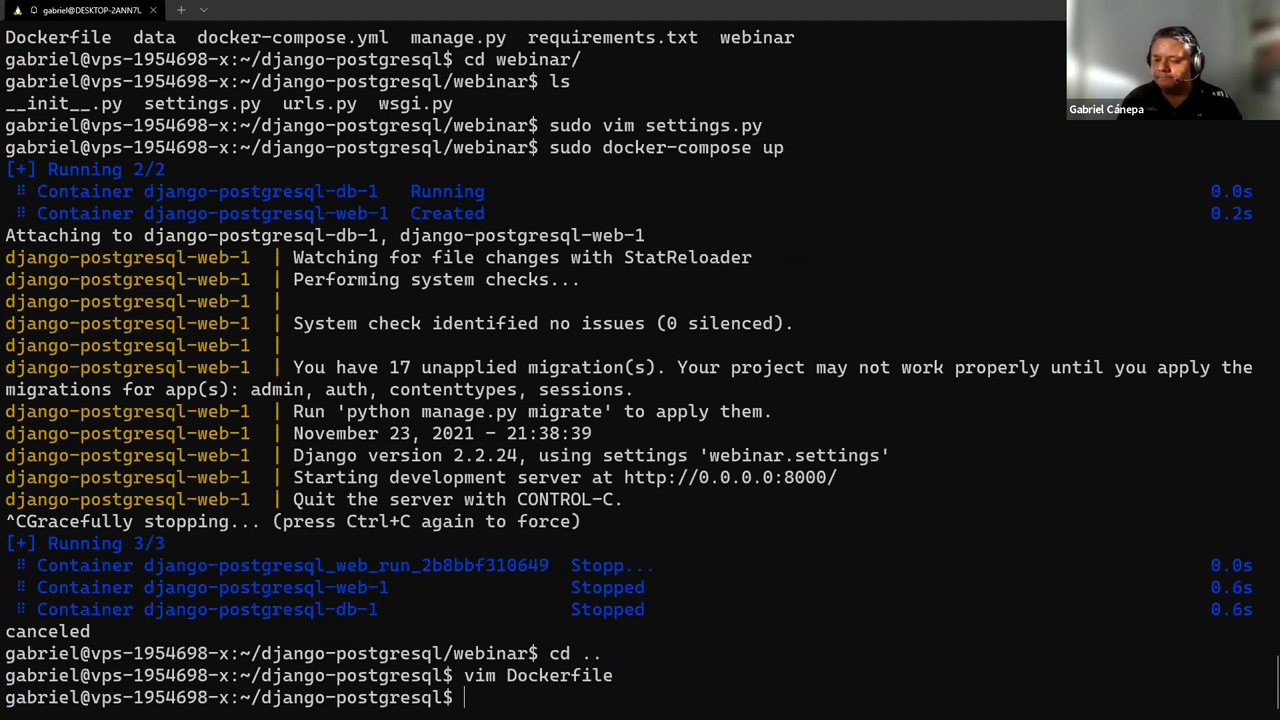 gabriel@DESKTOP-2ANN7U
Dockerfile  data  docker-compose.yml  manage.py  requirements.txt  webinar
gabriel@vps-1954698-x:~/django-postgresql$ cd webinar/
gabriel@vps-1954698-x:~/django-postgresql/webinar$ ls
__init__.py  settings.py  urls.py  wsgi.py
gabriel@vps-1954698-x:~/django-postgresql/webinar$ sudo vim settings.py
gabriel@vps-1954698-x:~/django-postgresql/webinar$ sudo docker-compose up
[+] Running 2/2
⠿ Container django-postgresql-db-1   Running   0.0s
⠿ Container django-postgresql-web-1  Created   0.2s
Attaching to django-postgresql-db-1, django-postgresql-web-1
django-postgresql-web-1  | Watching for file changes with StatReloader
django-postgresql-web-1  | Performing system checks...
django-postgresql-web-1  |
django-postgresql-web-1  | System check identified no issues (0 silenced).
django-postgresql-web-1  |
django-postgresql-web-1  | You have 17 unapplied migration(s). Your project may not work properly until you apply the
migrations for app(s): admin, auth, contenttypes, sessions.
django-postgresql-web-1  | Run 'python manage.py migrate' to apply them.
django-postgresql-web-1  | November 23, 2021 - 21:38:39
django-postgresql-web-1  | Django version 2.2.24, using settings 'webinar.settings'
django-postgresql-web-1  | Starting development server at http://0.0.0.0:8000/
django-postgresql-web-1  | Quit the server with CONTROL-C.
^CGracefully stopping... (press Ctrl+C again to force)
[+] Running 3/3
⠿ Container django-postgresql_web_run_2b8bbf310649  Stopp...  0.0s
⠿ Container django-postgresql-web-1                 Stopped   0.6s
⠿ Container django-postgresql-db-1                  Stopped   0.6s
canceled
gabriel@vps-1954698-x:~/django-postgresql/webinar$ cd ..
gabriel@vps-1954698-x:~/django-postgresql$ vim Dockerfile
gabriel@vps-1954698-x:~/django-postgresql$
Gabriel Cánepa